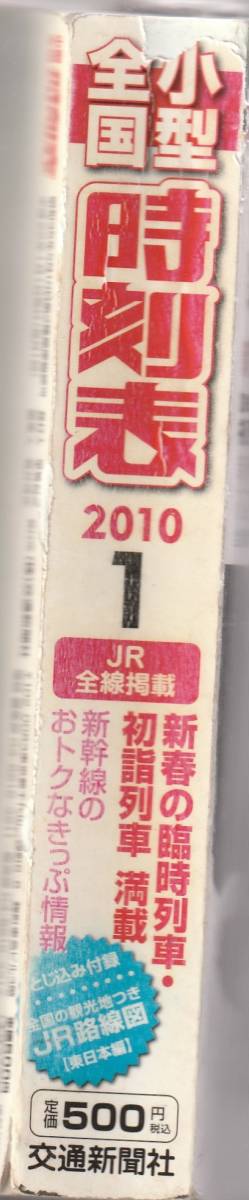 小型
全国
時刻表
2010
1
JR
全線掲載
新春の臨時列車・
初詣列車 満載
新幹線の
おトクなきっぷ情報
とじ込み付録
全国の観光地つき
JR路線図
[東日本編]
定価500円税込
交通新聞社